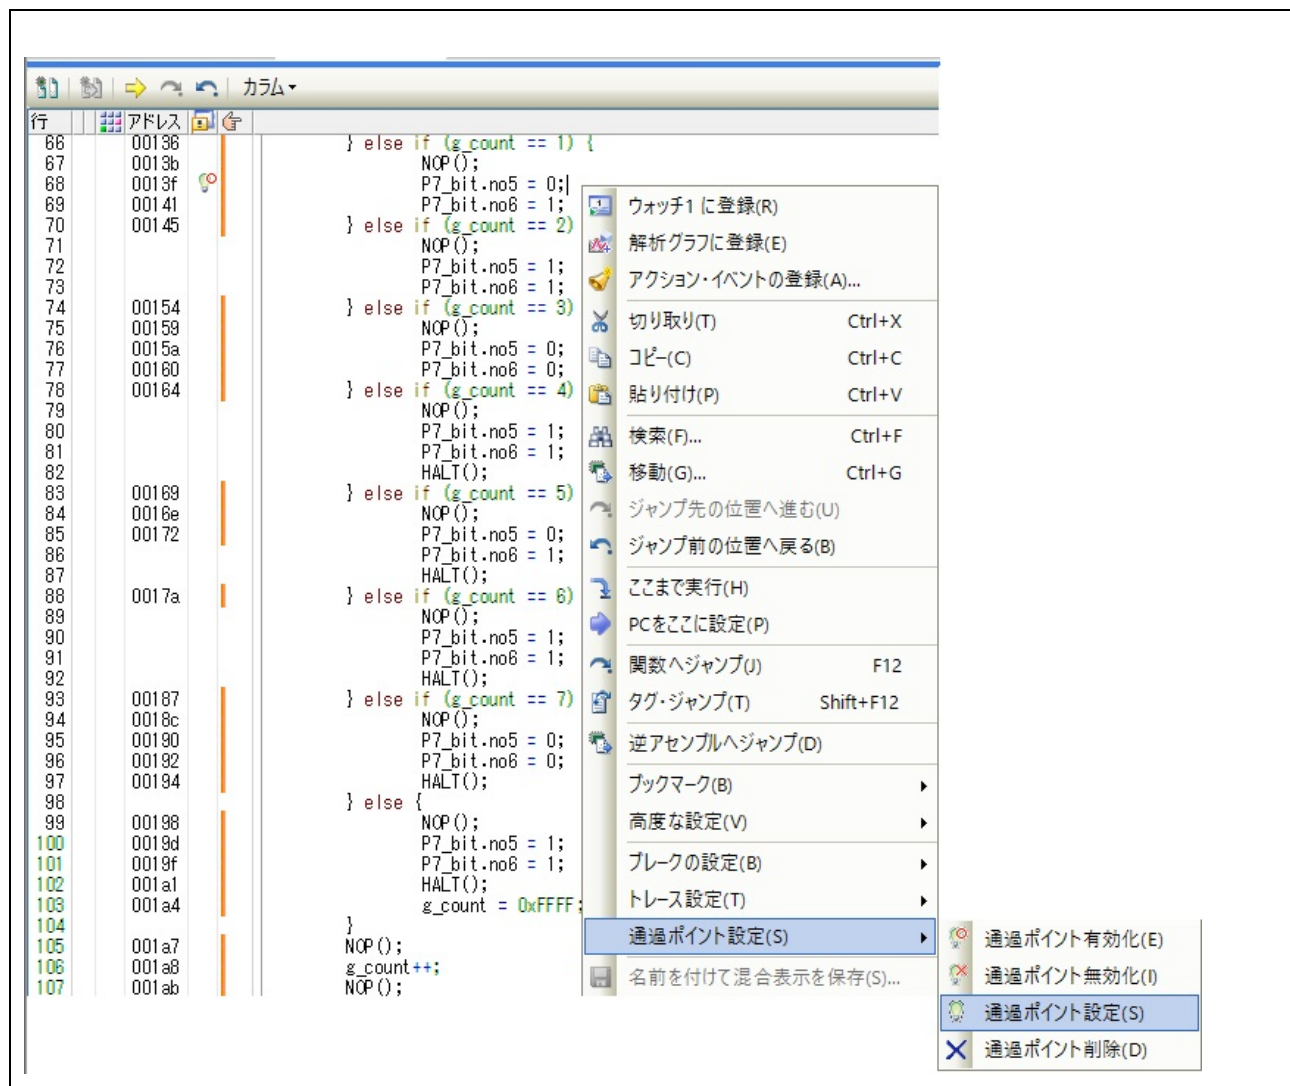 カラム
行 アドレス
66 00136 } else if (g_count == 1) {
67 0013b NOP();
68 0013f P7_bit.no5 = 0;
69 00141 P7_bit.no6 = 1;
70 00145 } else if (g_count == 2)
71 NOP();
72 P7_bit.no5 = 1;
73 P7_bit.no6 = 1;
74 00154 } else if (g_count == 3)
75 00159 NOP();
76 0015a P7_bit.no5 = 0;
77 00160 P7_bit.no6 = 0;
78 00164 } else if (g_count == 4)
79 NOP();
80 P7_bit.no5 = 1;
81 P7_bit.no6 = 1;
82 HALT();
83 00169 } else if (g_count == 5)
84 0016e NOP();
85 00172 P7_bit.no5 = 0;
86 P7_bit.no6 = 1;
87 HALT();
88 0017a } else if (g_count == 6)
89 NOP();
90 P7_bit.no5 = 1;
91 P7_bit.no6 = 1;
92 HALT();
93 00187 } else if (g_count == 7)
94 0018c NOP();
95 00190 P7_bit.no5 = 0;
96 00192 P7_bit.no6 = 0;
97 00194 HALT();
98 } else {
99 00198 NOP();
100 0019d P7_bit.no5 = 1;
101 0019f P7_bit.no6 = 1;
102 001a1 HALT();
103 001a4 g_count = 0xFFFF;
104 }
105 001a7 NOP();
106 001a8 g_count++;
107 001ab NOP();
ウォッチ1 に登録(R)
解析グラフに登録(E)
アクション・イベントの登録(A)...
切り取り(T) Ctrl+X
コピー(C) Ctrl+C
貼り付け(P) Ctrl+V
検索(F)... Ctrl+F
移動(G)... Ctrl+G
ジャンプ先の位置へ進む(U)
ジャンプ前の位置へ戻る(B)
ここまで実行(H)
PCをここに設定(P)
関数へジャンプ(J) F12
タグ・ジャンプ(T) Shift+F12
逆アセンブルへジャンプ(D)
ブックマーク(B)
高度な設定(V)
ブレークの設定(B)
トレース設定(T)
通過ポイント設定(S)
名前を付けて混合表示を保存(S)...
通過ポイント有効化(E)
通過ポイント無効化(I)
通過ポイント設定(S)
通過ポイント削除(D)